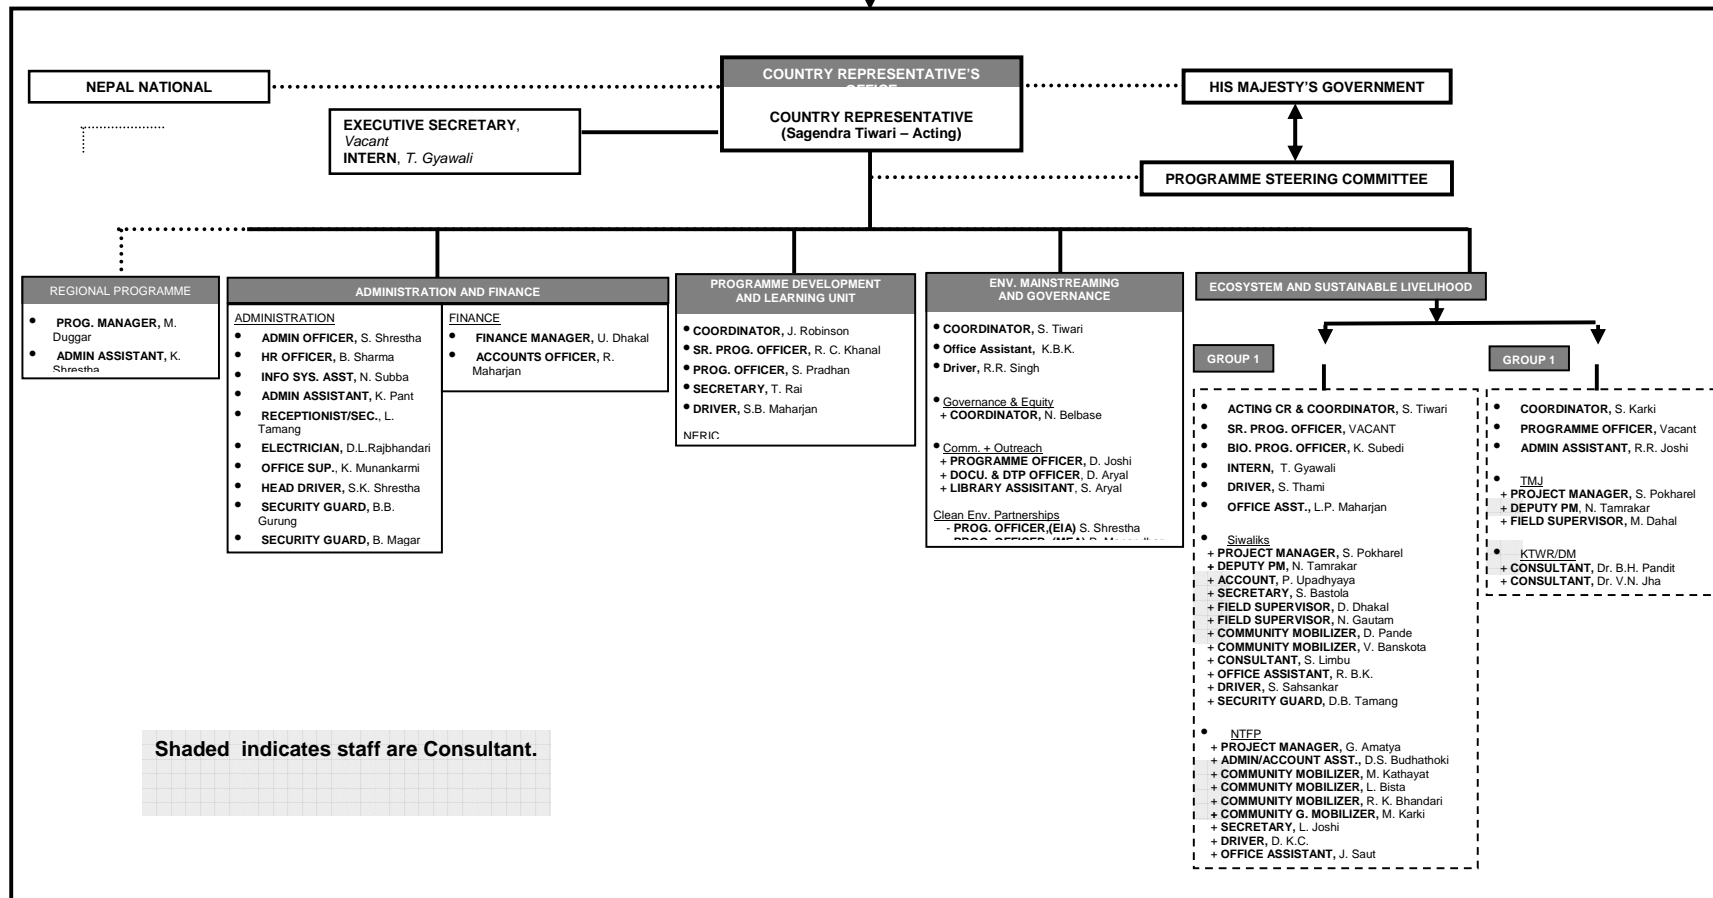 COUNTRY REPRESENTATIVE'S
NEPAL NATIONAL
HIS MAJESTY'S GOVERNMENT
EXECUTIVE SECRETARY,
Vacant
INTERN, T. Gyawali
COUNTRY REPRESENTATIVE
(Sagendra Tiwari – Acting)
PROGRAMME STEERING COMMITTEE
REGIONAL PROGRAMME
• PROG. MANAGER, M.
Duggar
• ADMIN ASSISTANT, K.
Shrestha
ADMINISTRATION AND FINANCE
ADMINISTRATION
• ADMIN OFFICER, S. Shrestha
• HR OFFICER, B. Sharma
• INFO SYS. ASST, N. Subba
• ADMIN ASSISTANT, K. Pant
• RECEPTIONIST/SEC., L.
Tamang
• ELECTRICIAN, D.L.Rajbhandari
• OFFICE SUP., K. Munankarmi
• HEAD DRIVER, S.K. Shrestha
• SECURITY GUARD, B.B.
Gurung
• SECURITY GUARD, B. Magar
FINANCE
• FINANCE MANAGER, U. Dhakal
• ACCOUNTS OFFICER, R.
Maharjan
PROGRAMME DEVELOPMENT
AND LEARNING UNIT
• COORDINATOR, J. Robinson
• SR. PROG. OFFICER, R. C. Khanal
• PROG. OFFICER, S. Pradhan
• SECRETARY, T. Rai
• DRIVER, S.B. Maharjan
NERIC
ENV. MAINSTREAMING
AND GOVERNANCE
• COORDINATOR, S. Tiwari
• Office Assistant, K.B.K.
• Driver, R.R. Singh
• Governance & Equity
+ COORDINATOR, N. Belbase
• Comm. + Outreach
+ PROGRAMME OFFICER, D. Joshi
+ DOCU. & DTP OFFICER, D. Aryal
+ LIBRARY ASSISITANT, S. Aryal
Clean Env. Partnerships
- PROG. OFFICER,(EIA) S. Shrestha
ECOSYSTEM AND SUSTAINABLE LIVELIHOOD
GROUP 1
• ACTING CR & COORDINATOR, S. Tiwari
• SR. PROG. OFFICER, VACANT
• BIO. PROG. OFFICER, K. Subedi
• INTERN, T. Gyawali
• DRIVER, S. Thami
• OFFICE ASST., L.P. Maharjan
• Siwaliks
+ PROJECT MANAGER, S. Pokharel
+ DEPUTY PM, N. Tamrakar
+ ACCOUNT, P. Upadhyaya
+ SECRETARY, S. Bastola
+ FIELD SUPERVISOR, D. Dhakal
+ FIELD SUPERVISOR, N. Gautam
+ COMMUNITY MOBILIZER, D. Pande
+ COMMUNITY MOBILIZER, V. Banskota
+ CONSULTANT, S. Limbu
+ OFFICE ASSISTANT, R. B.K.
+ DRIVER, S. Sahsankar
+ SECURITY GUARD, D.B. Tamang
• NTFP
+ PROJECT MANAGER, G. Amatya
+ ADMIN/ACCOUNT ASST., D.S. Budhathoki
+ COMMUNITY MOBILIZER, M. Kathayat
+ COMMUNITY MOBILIZER, L. Bista
+ COMMUNITY MOBILIZER, R. K. Bhandari
+ COMMUNITY G. MOBILIZER, M. Karki
+ SECRETARY, L. Joshi
+ DRIVER, D. K.C.
+ OFFICE ASSISTANT, J. Saut
GROUP 1
• COORDINATOR, S. Karki
• PROGRAMME OFFICER, Vacant
• ADMIN ASSISTANT, R.R. Joshi
• TMJ
+ PROJECT MANAGER, S. Pokharel
+ DEPUTY PM, N. Tamrakar
+ FIELD SUPERVISOR, M. Dahal
• KTWR/DM
+ CONSULTANT, Dr. B.H. Pandit
+ CONSULTANT, Dr. V.N. Jha
Shaded indicates staff are Consultant.